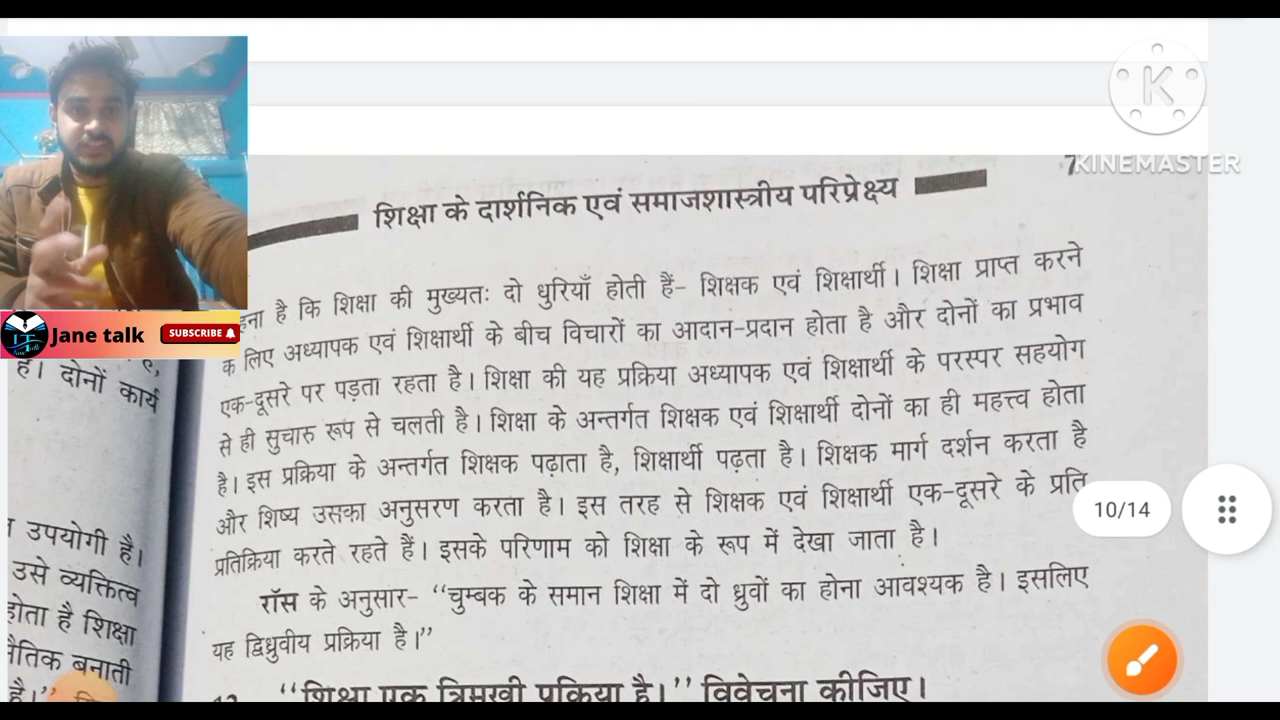 KINEMASTER
7
शिक्षा के दार्शनिक एवं समाजशास्त्रीय परिप्रेक्ष्य
है कि शिक्षा की मुख्यतः दो धुरियाँ होती हैं- शिक्षक एवं शिक्षार्थी। शिक्षा प्राप्त करने
के लिए अध्यापक एवं शिक्षार्थी के बीच विचारों का आदान-प्रदान होता है और दोनों का प्रभाव
एक-दूसरे पर पड़ता रहता है। शिक्षा की यह प्रक्रिया अध्यापक एवं शिक्षार्थी के परस्पर सहयोग
से ही सुचारु रूप से चलती है। शिक्षा के अन्तर्गत शिक्षक एवं शिक्षार्थी दोनों का ही महत्त्व होता
है। इस प्रक्रिया के अन्तर्गत शिक्षक पढ़ाता है, शिक्षार्थी पढ़ता है। शिक्षक मार्ग दर्शन करता है
और शिष्य उसका अनुसरण करता है। इस तरह से शिक्षक एवं शिक्षार्थी एक-दूसरे के प्रति
प्रतिक्रिया करते रहते हैं। इसके परिणाम को शिक्षा के रूप में देखा जाता है।
रॉस के अनुसार- “चुम्बक के समान शिक्षा में दो ध्रुवों का होना आवश्यक है। इसलिए
यह द्विध्रुवीय प्रक्रिया है।”
“शिक्षा एक त्रिमुखी प्रक्रिया है।” विवेचना कीजिए।
Jane talk
SUBSCRIBE
है। दोनों कार्य
उपयोगी है।
उसे व्यक्तित्व
होता है शिक्षा
नैतिक बनाती
है।”
10/14